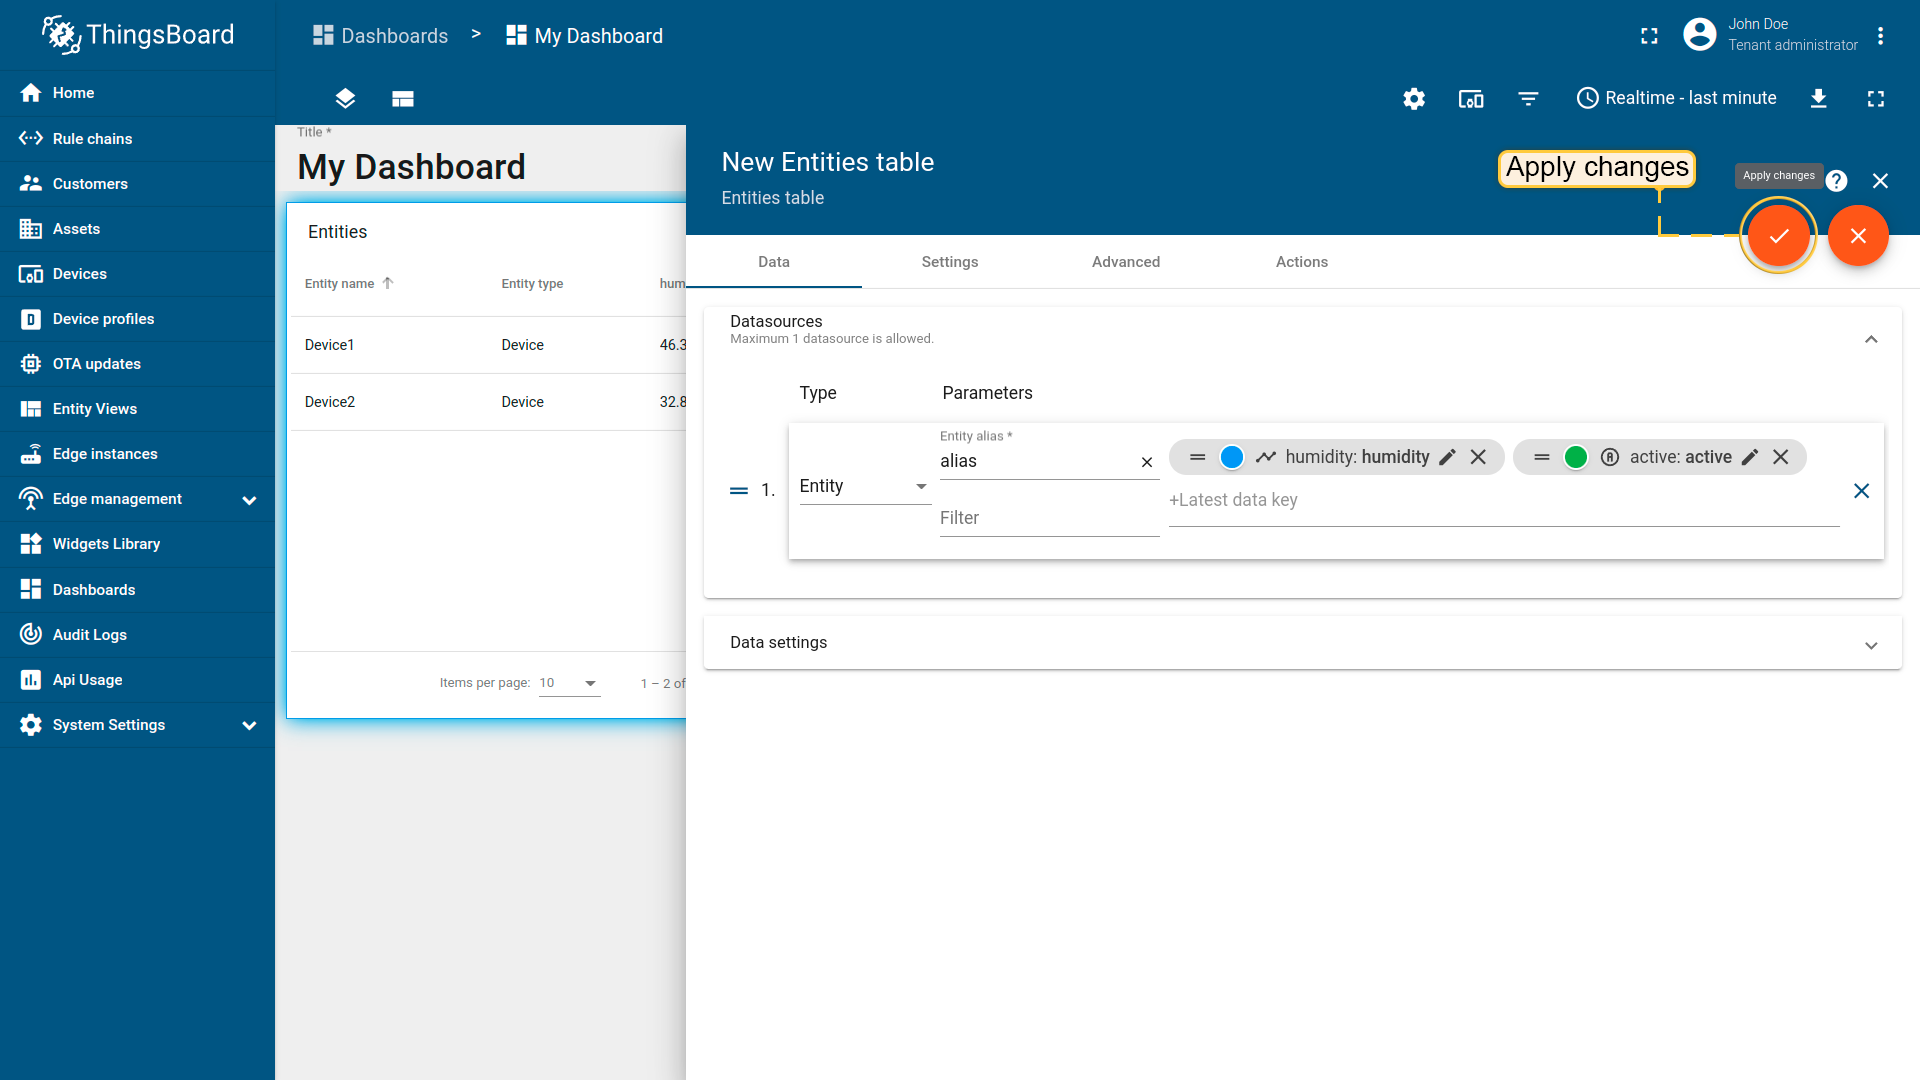 ThingsBoard
Dashboards > My Dashboard
John Doe
Tenant administrator
Realtime - last minute
Home
Rule chains
Customers
Assets
Devices
Device profiles
OTA updates
Entity Views
Edge instances
Edge management
Widgets Library
Dashboards
Audit Logs
Api Usage
System Settings
Title *
My Dashboard
Entities
Entity name Entity type hum
Device1 Device 46.3
Device2 Device 32.8
Items per page: 10 1 – 2 of
New Entities table
Entities table
Apply changes
Apply changes
Data Settings Advanced Actions
Datasources
Maximum 1 datasource is allowed.
Type Parameters
1. Entity
Entity alias *
alias
Filter
humidity: humidity active: active
+Latest data key
Data settings